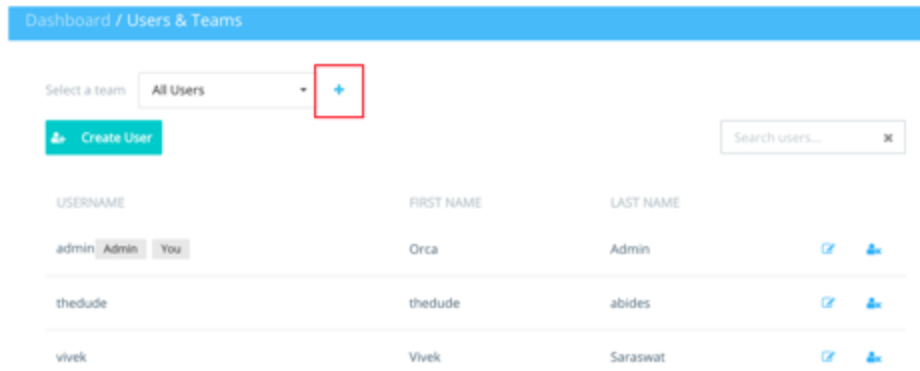 Dashboard / Users & Teams
Select a team All Users
Create User Search users...
USERNAME FIRST NAME LAST NAME
admin Admin You Orca Admin
thedude thedude abides
vivek Vivek Saraswat